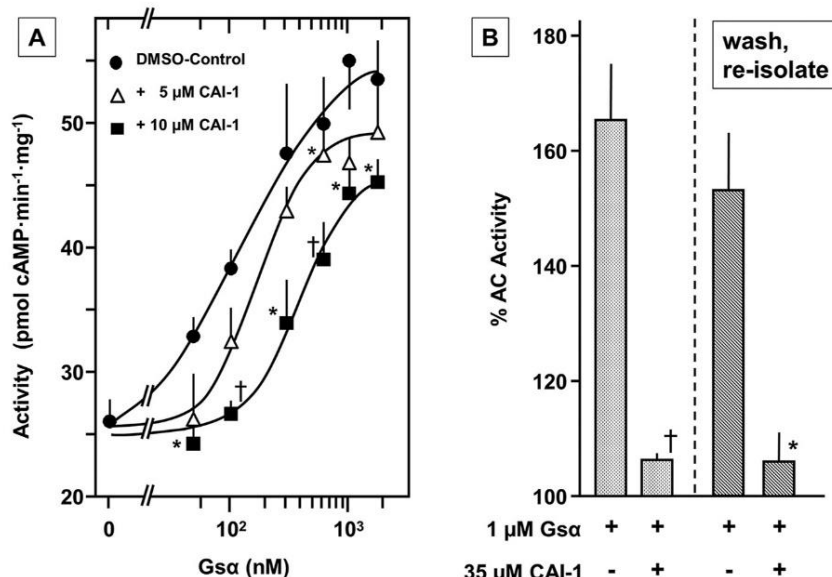 A
DMSO-Control
+ 5 µM CAI-1
+ 10 µM CAI-1
Activity (pmol cAMP·min⁻¹·mg⁻¹)
50
40
30
20
*
*
*
†
*
†
*
0
10²
10³
Gsα (nM)
B
wash,
re-isolate
% AC Activity
180
160
140
120
100
†
*
1 µM Gsα + + + +
35 µM CAI-1 - + - +